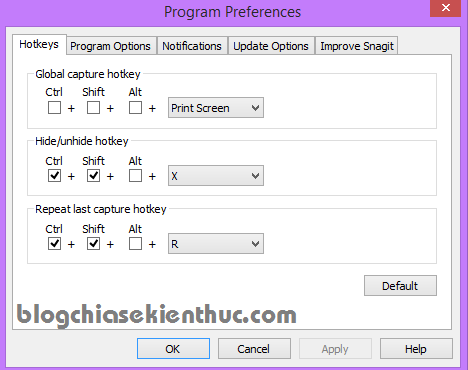 Program Preferences
Hotkeys Program Options Notifications Update Options Improve Snagit
Global capture hotkey
Ctrl Shift Alt
+ + + Print Screen
Hide/unhide hotkey
Ctrl Shift Alt
+ + + X
Repeat last capture hotkey
Ctrl Shift Alt
+ + + R
Default
blogchiasekienthuc.com
OK Cancel Apply Help